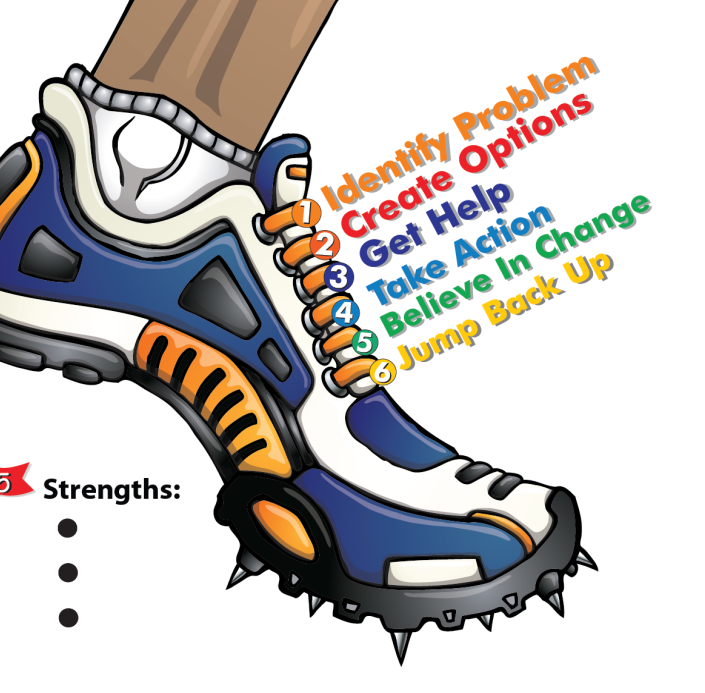 1 Identify Problem
2 Create Options
3 Get Help
4 Take Action
5 Believe In Change
6 Jump Back Up
5 Strengths: